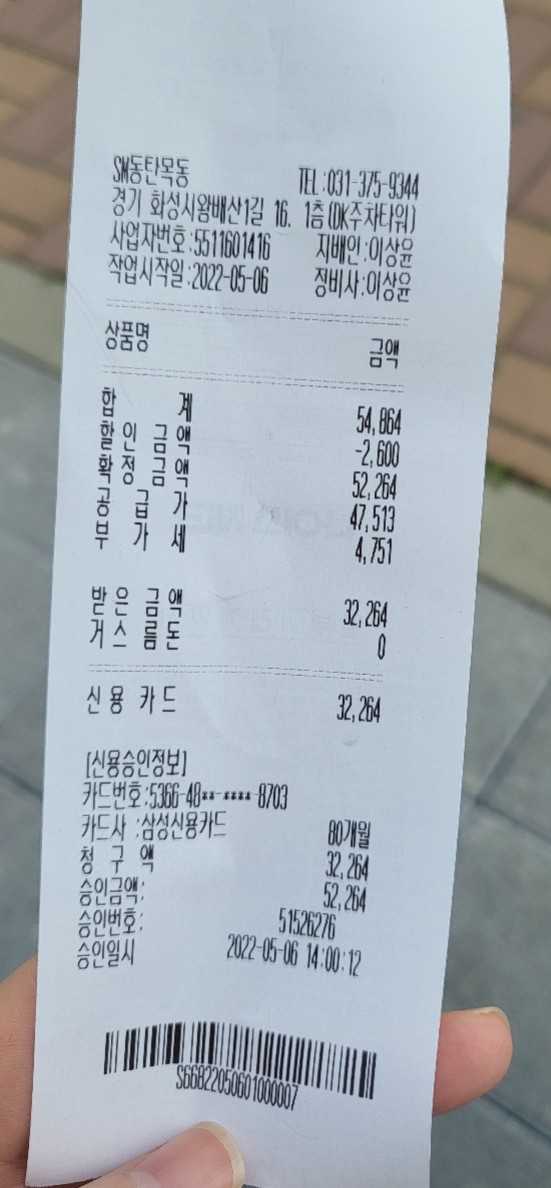 SM동탄목동 TEL:031-375-9344
경기 화성시왕배산1길 16. 1층(OK주차타워)
사업자번호:5511601416 지배인:이상윤
작업시작일:2022-05-06 정비사:이상윤
상품명 금액
합 계 54,864
할 인 금 액 -2,600
확 정 금 액 52,264
공 급 가 47,513
부 가 세 4,751
받 은 금 액 32,264
거 스 름 돈 0
신 용 카 드 32,264
[신용승인정보]
카드번호:5366-48**-****-8703
카드사 :삼성신용카드 80개월
청 구 액 32,264
승인금액: 52,264
승인번호: 51526276
승인일시 2022-05-06 14:00:12
S66822050601000007